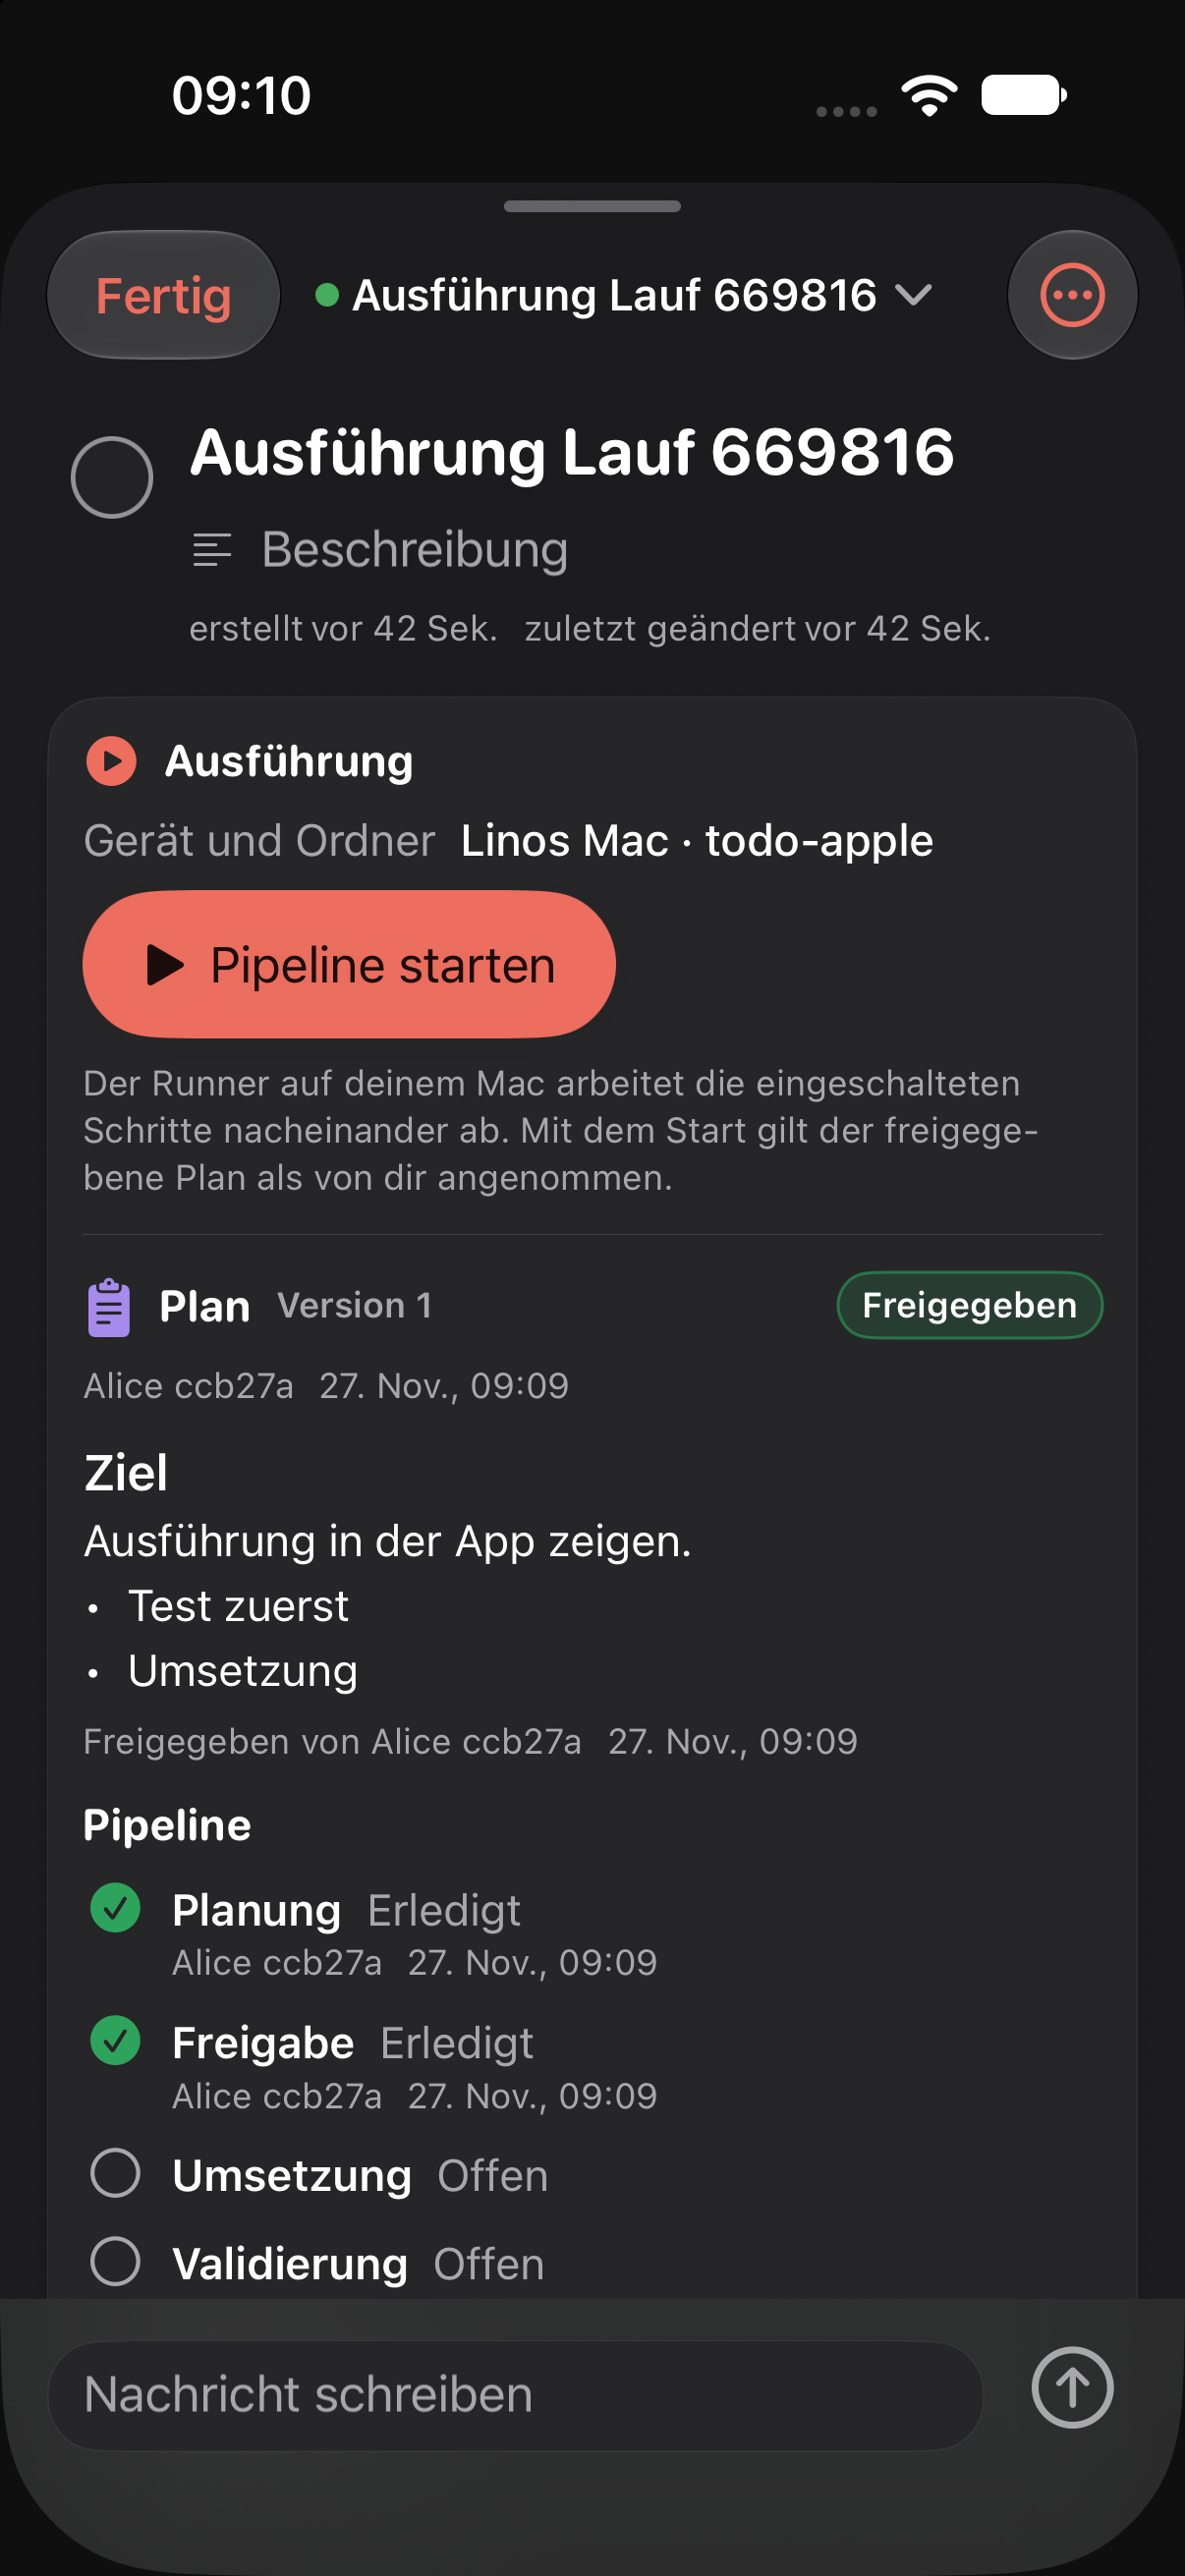 09:10
Fertig
Ausführung Lauf 669816
Ausführung Lauf 669816
Beschreibung
erstellt vor 42 Sek. zuletzt geändert vor 42 Sek.
Ausführung
Gerät und Ordner Linos Mac · todo-apple
Pipeline starten
Der Runner auf deinem Mac arbeitet die eingeschalteten
Schritte nacheinander ab. Mit dem Start gilt der freigege-
bene Plan als von dir angenommen.
Plan Version 1 Freigegeben
Alice ccb27a 27. Nov., 09:09
Ziel
Ausführung in der App zeigen.
• Test zuerst
• Umsetzung
Freigegeben von Alice ccb27a 27. Nov., 09:09
Pipeline
Planung Erledigt
Alice ccb27a 27. Nov., 09:09
Freigabe Erledigt
Alice ccb27a 27. Nov., 09:09
Umsetzung Offen
Validierung Offen
Nachricht schreiben